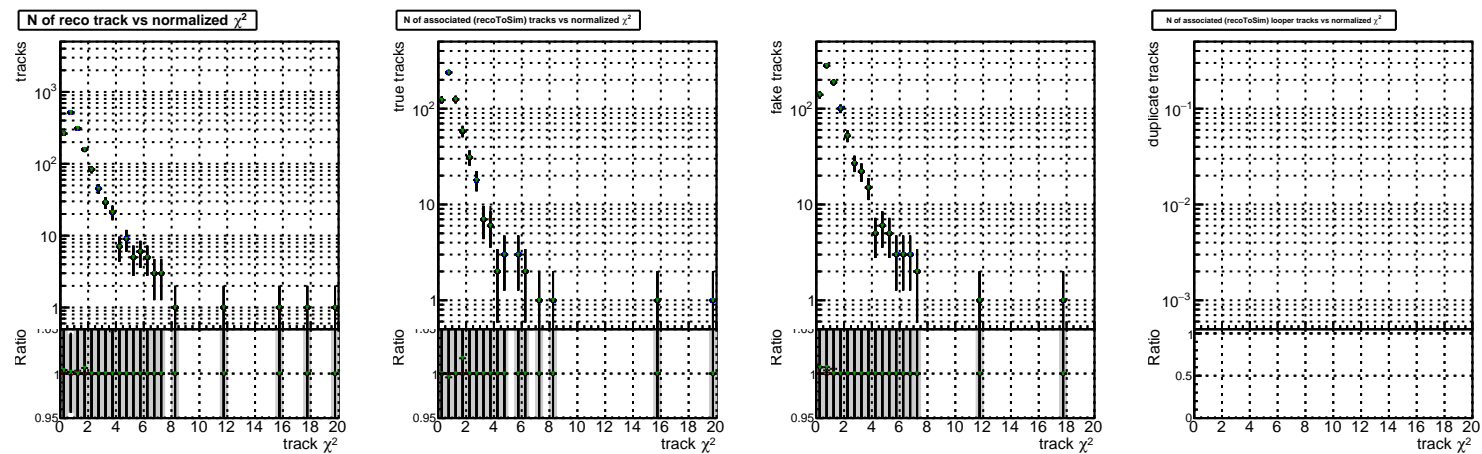 N of reco track vs normalized χ²
tracks
10³
10²
10
1
1.05
Ratio
1
0.95
0 2 4 6 8 10 12 14 16 18 20
track χ²
N of associated (recoToSim) tracks vs normalized χ²
true tracks
10²
10
1
1.05
Ratio
1
0.95
0 2 4 6 8 10 12 14 16 18 20
track χ²
fake tracks
10²
10
1
1.05
Ratio
1
0.95
0 2 4 6 8 10 12 14 16 18 20
track χ²
N of associated (recoToSim) looper tracks vs normalized χ²
duplicate tracks
10⁻¹
10⁻²
10⁻³
Ratio
1
0.5
0
0 2 4 6 8 10 12 14 16 18 20
track χ²